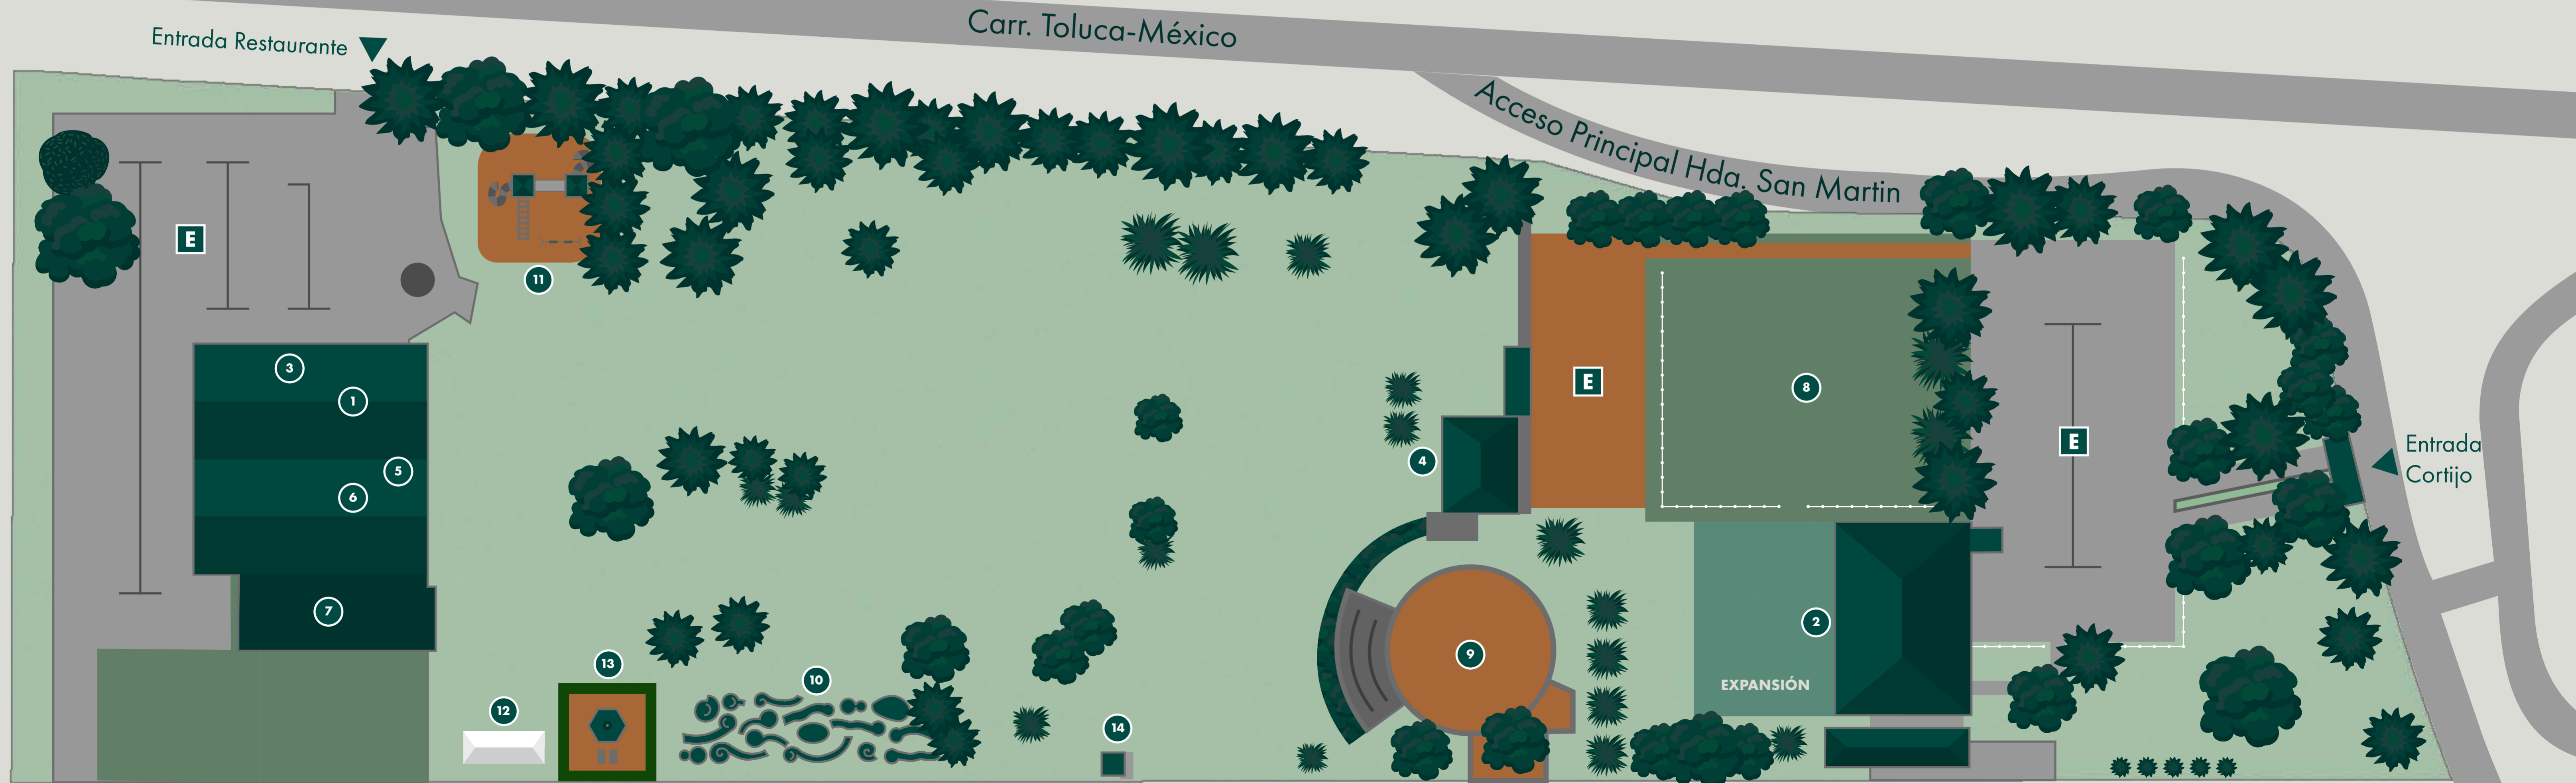 Carr. Toluca-México
Entrada Restaurante
Acceso Principal Hda. San Martin
E
11
3
1
5
6
7
E
8
4
E
Entrada
Cortijo
2
9
EXPANSIÓN
13
10
12
14